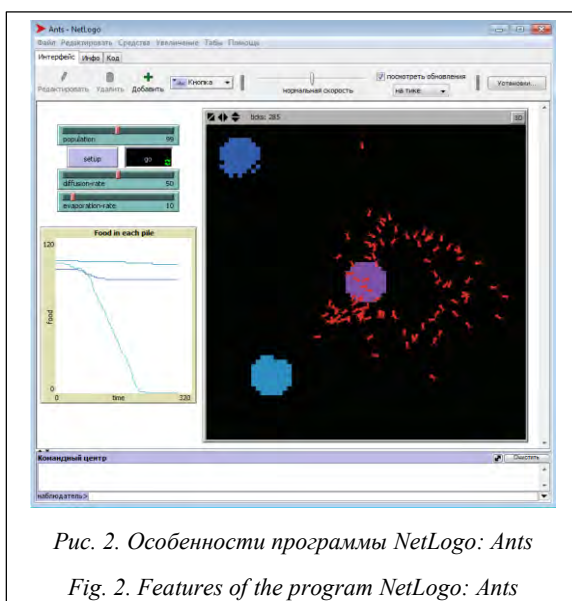 Ants - NetLogo
Файл Редактировать Средства Увеличение Табы Помощь
Интерфейс Инфо Код
Редактировать Удалить Добавить
Кнопка
нормальная скорость
посмотреть обновления
на тике
Установки...
ticks: 285
3D
population 99
setup go
diffusion-rate 50
evaporation-rate 10
Food in each pile
120
Food
0
0 time 320
Командный центр
Очистить
наблюдатель>
Рис. 2. Особенности программы NetLogo: Ants
Fig. 2. Features of the program NetLogo: Ants